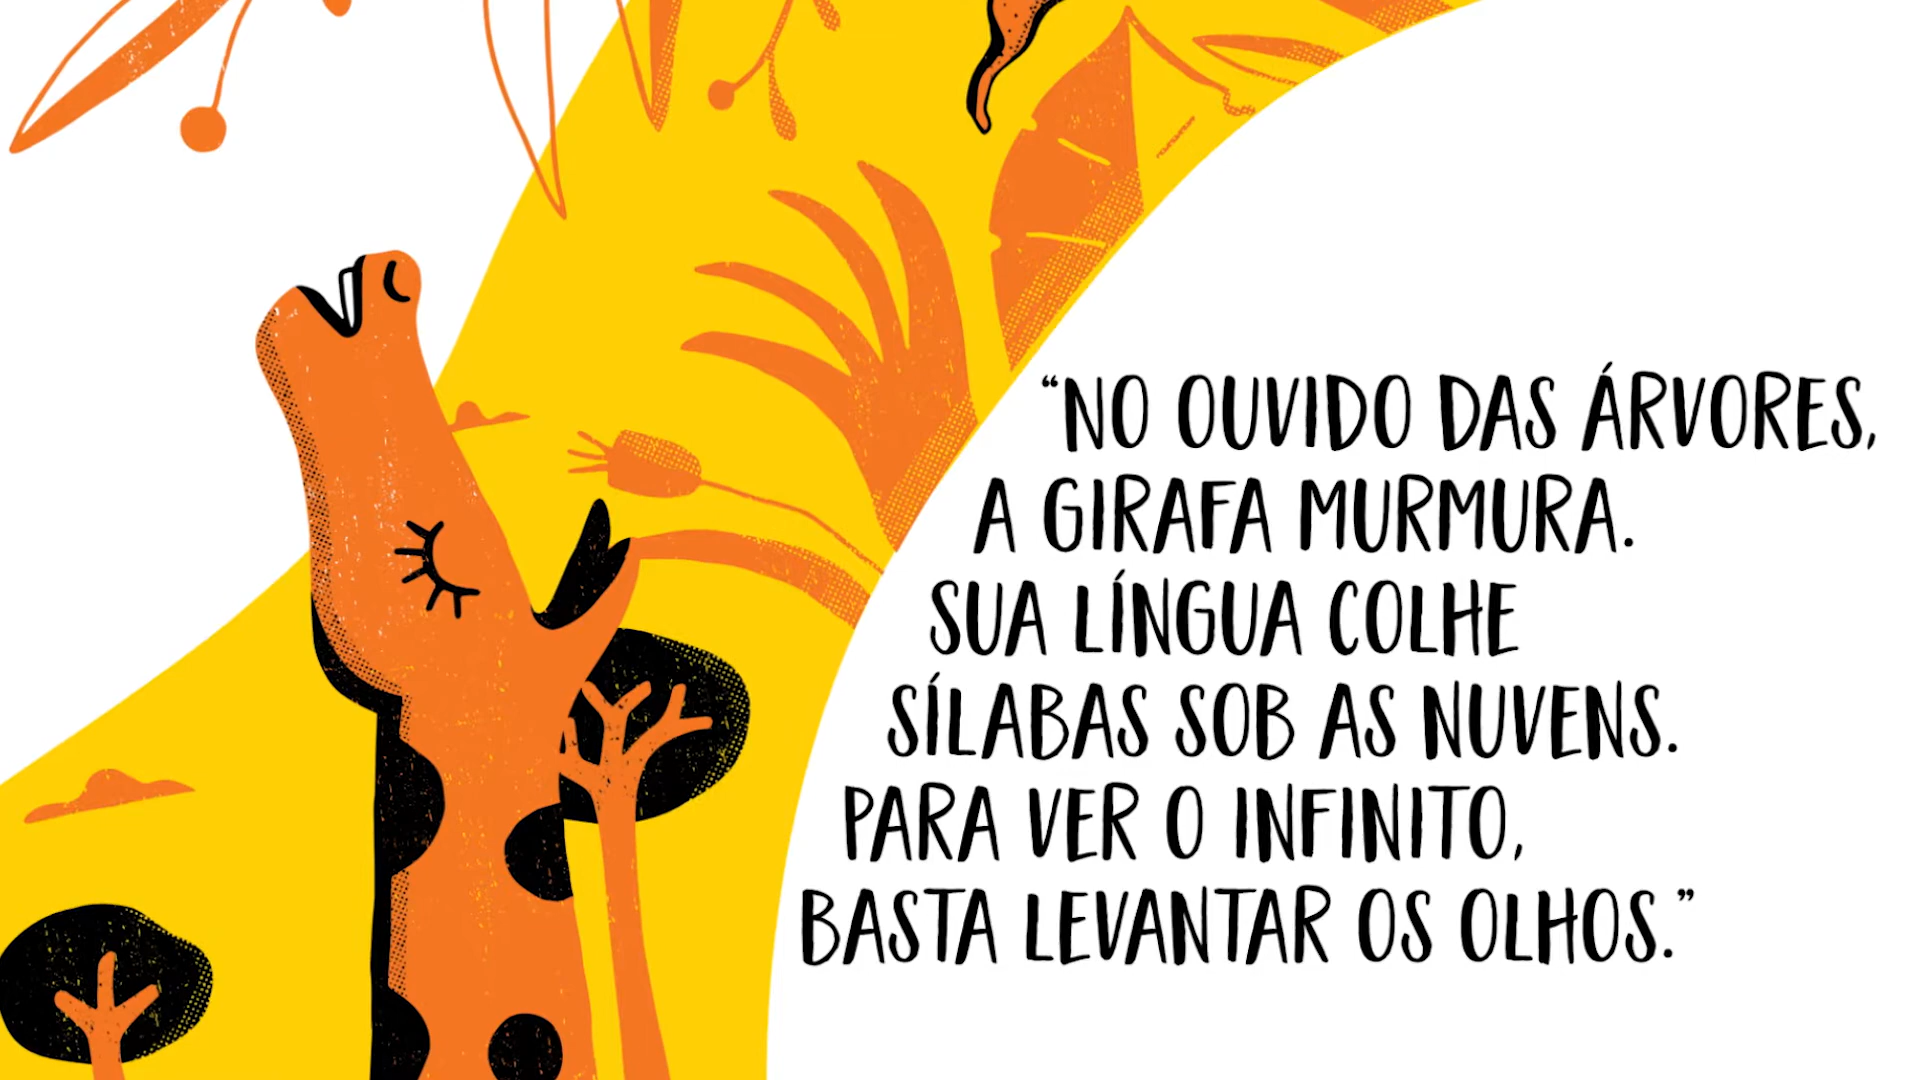 “NO OUVIDO DAS ÁRVORES,
A GIRAFA MURMURA.
SUA LÍNGUA COLHE
SÍLABAS SOB AS NUVENS.
PARA VER O INFINITO,
BASTA LEVANTAR OS OLHOS.”